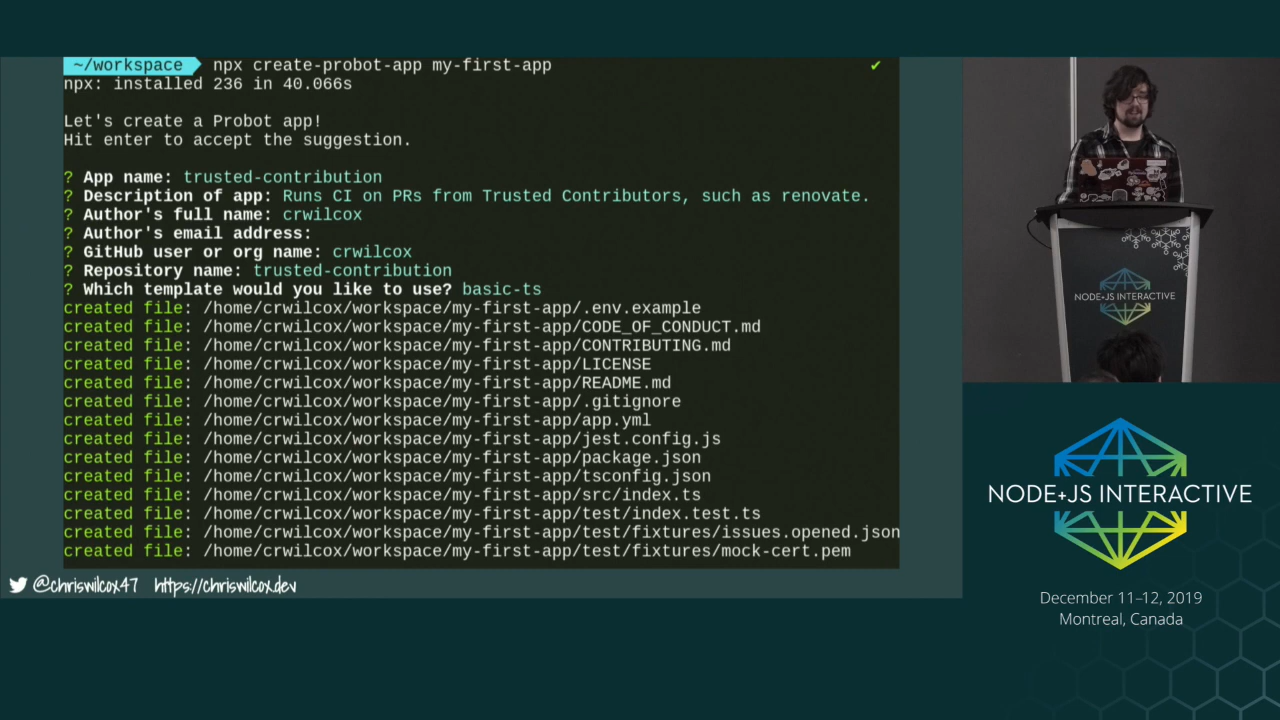 ~/workspace npx create-probot-app my-first-app ✔
npx: installed 236 in 40.066s
Let's create a Probot app!
Hit enter to accept the suggestion.
? App name: trusted-contribution
? Description of app: Runs CI on PRs from Trusted Contributors, such as renovate.
? Author's full name: crwilcox
? Author's email address:
? GitHub user or org name: crwilcox
? Repository name: trusted-contribution
? Which template would you like to use? basic-ts
created file: /home/crwilcox/workspace/my-first-app/.env.example
created file: /home/crwilcox/workspace/my-first-app/CODE_OF_CONDUCT.md
created file: /home/crwilcox/workspace/my-first-app/CONTRIBUTING.md
created file: /home/crwilcox/workspace/my-first-app/LICENSE
created file: /home/crwilcox/workspace/my-first-app/README.md
created file: /home/crwilcox/workspace/my-first-app/.gitignore
created file: /home/crwilcox/workspace/my-first-app/app.yml
created file: /home/crwilcox/workspace/my-first-app/jest.config.js
created file: /home/crwilcox/workspace/my-first-app/package.json
created file: /home/crwilcox/workspace/my-first-app/tsconfig.json
created file: /home/crwilcox/workspace/my-first-app/src/index.ts
created file: /home/crwilcox/workspace/my-first-app/test/index.test.ts
created file: /home/crwilcox/workspace/my-first-app/test/fixtures/issues.opened.json
created file: /home/crwilcox/workspace/my-first-app/test/fixtures/mock-cert.pem
@chriswilcox47 https://chriswilcox.dev
NODE+JS INTERACTIVE
NODE+JS INTERACTIVE
December 11–12, 2019
Montreal, Canada